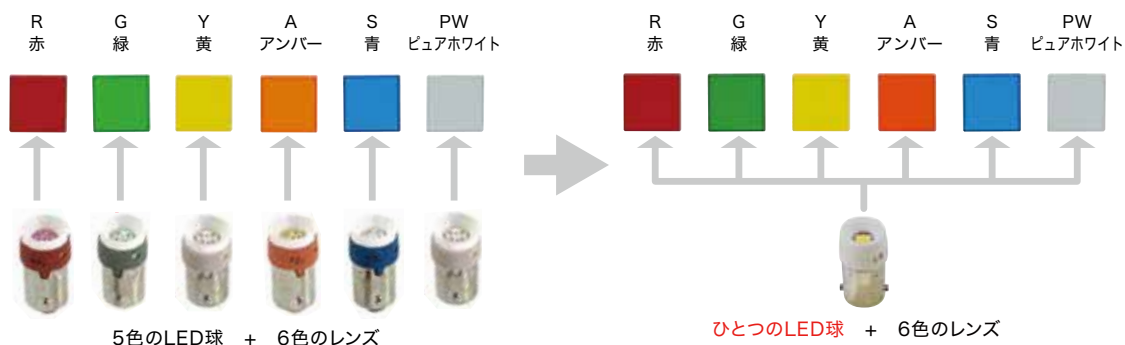 R G Y A S PW
赤 緑 黄 アンバー 青 ピュアホワイト
5色のLED球 + 6色のレンズ
R G Y A S PW
赤 緑 黄 アンバー 青 ピュアホワイト
ひとつのLED球 + 6色のレンズ